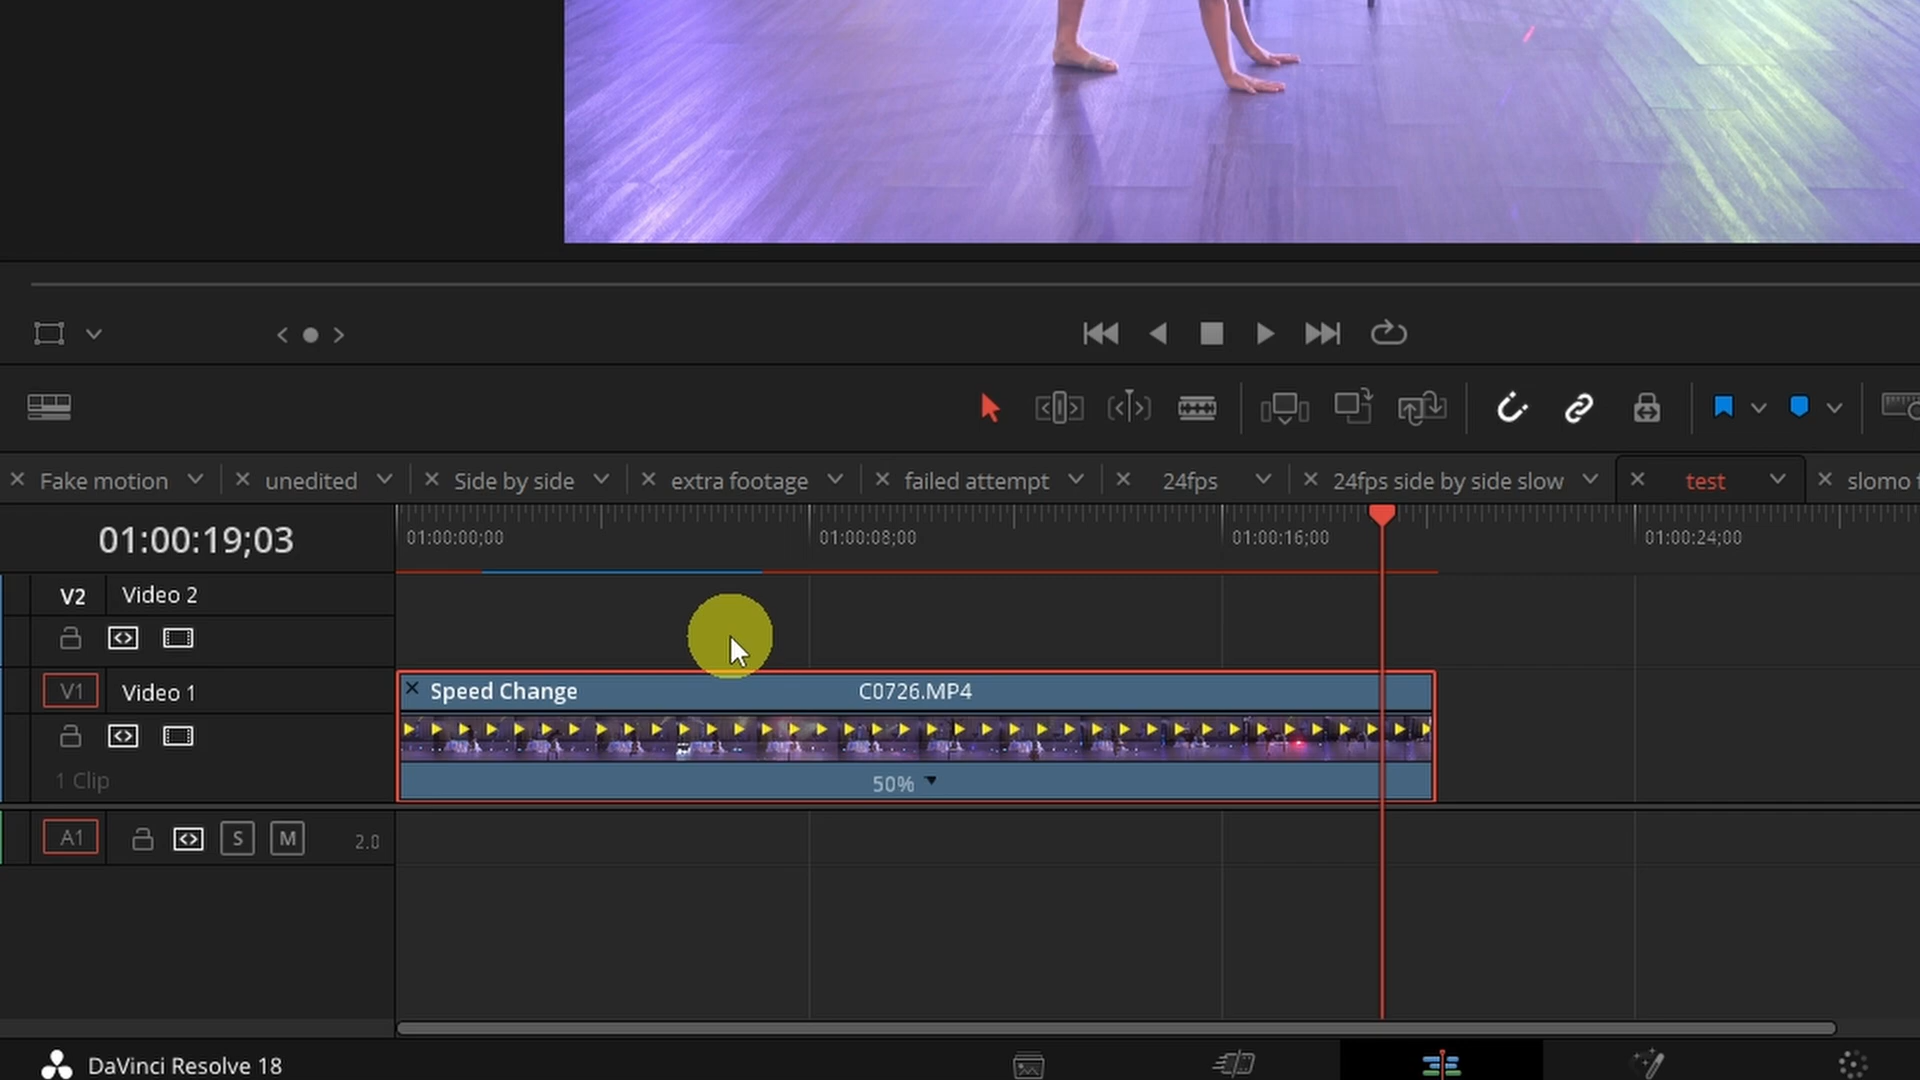 Fake motion
unedited
Side by side
extra footage
failed attempt
24fps
24fps side by side slow
test
slomo
01:00:19;03
01:00:00;00
01:00:08;00
01:00:16;00
01:00:24;00
V2
Video 2
V1
Video 1
Speed Change
C0726.MP4
1 Clip
50%
A1
S
M
2.0
DaVinci Resolve 18